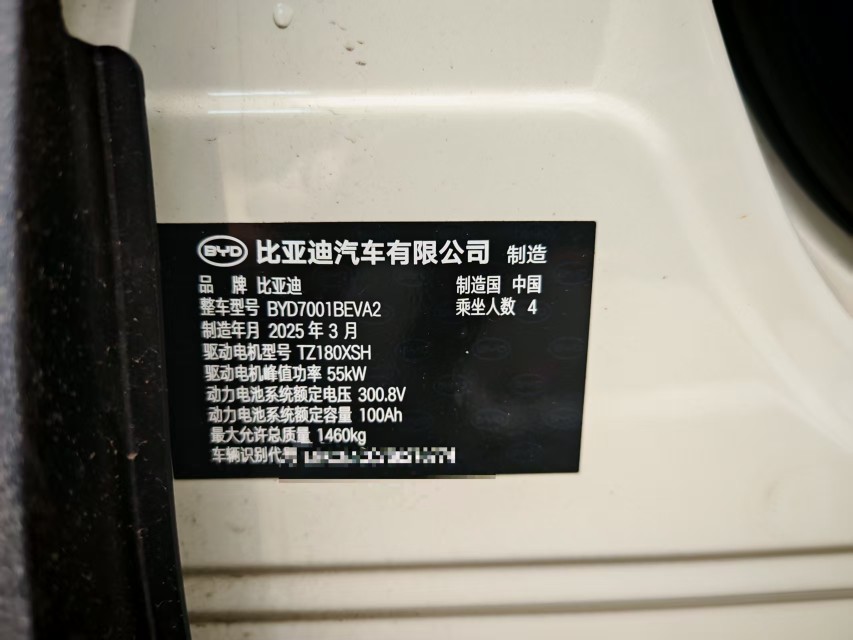 BYD 比亚迪汽车有限公司 制造
品 牌 比亚迪 制造国 中国
整车型号 BYD7001BEVA2 乘坐人数 4
制造年月 2025 年 3 月
驱动电机型号 TZ180XSH
驱动电机峰值功率 55kW
动力电池系统额定电压 300.8V
动力电池系统额定容量 100Ah
最大允许总质量 1460kg
车辆识别代号